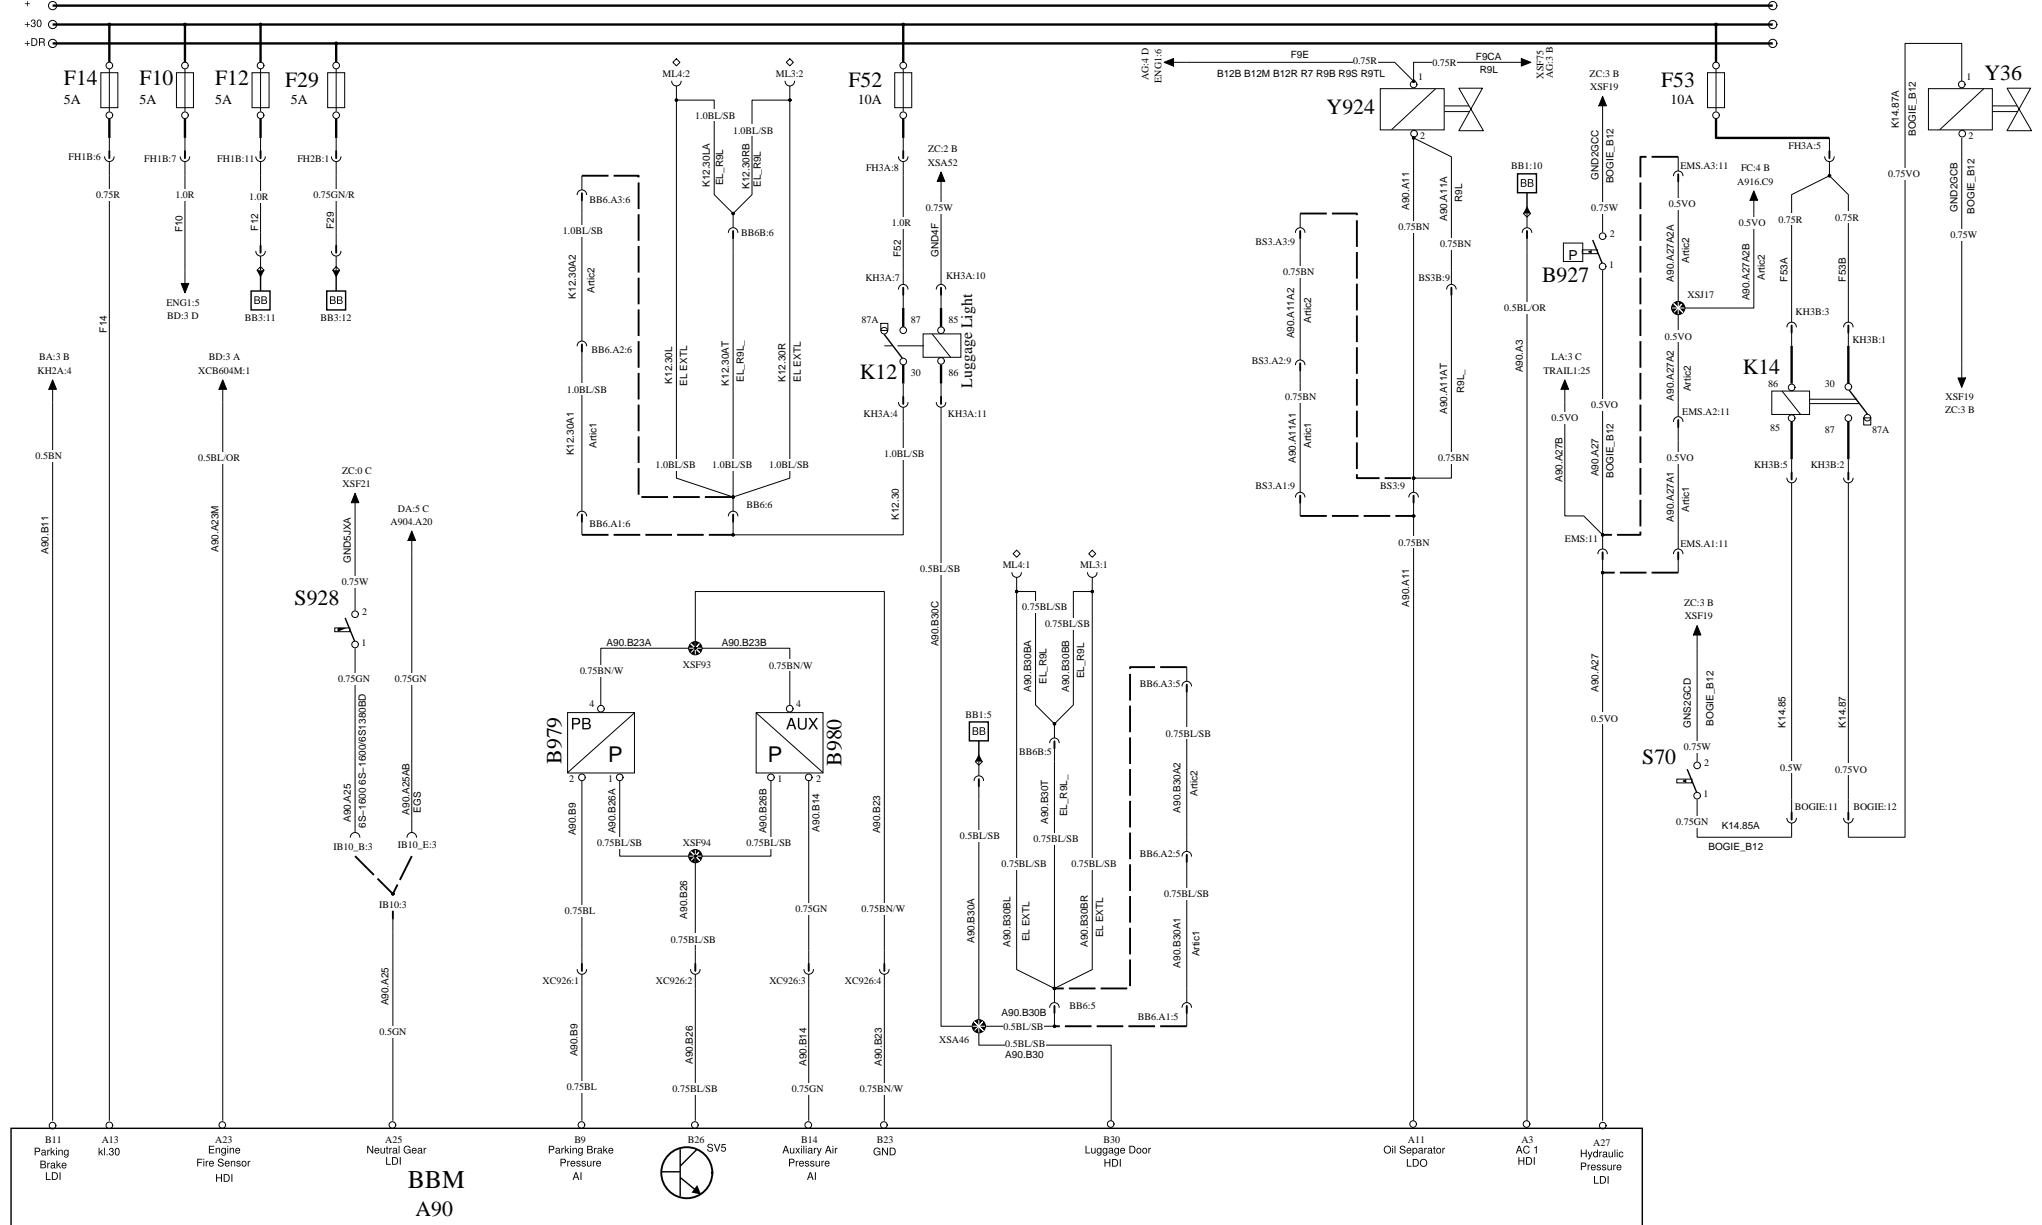 +
+30
+DR
F14
5A
F10
5A
F12
5A
F29
5A
FH1B:6
FH1B:7
FH1B:11
FH2B:1
0.75R
1.0R
1.0R
0.75GN/R
F14
F10
F12
F29
ENG1:5
BD:3 D
BB
BB3:11
BB
BB3:12
BA:3 B
KH2A:4
0.5BN
A90.B11
BD:3 A
XCB604M:1
0.5BL/OR
A90.A23M
ZC:0 C
XSF21
GND5JXA
0.75W
S928
2
1
0.75GN
A90.A25
6S-1600 6S-1600/6S1380BD
IB10_B:3
DA:5 C
A904.A20
0.75GN
A90.A25AB
EGS
IB10_E:3
IB10:3
A90.A25
0.5GN
ML4:2
ML3:2
1.0BL/SB
1.0BL/SB
K12.30LA
EL_R9L
K12.30RB
EL_R9L
BB6.A3:6
1.0BL/SB
K12.30A2
Artic2
BB6B:6
BB6.A2:6
1.0BL/SB
K12.30A1
Artic1
K12.30L
EL EXTL
K12.30AT
EL_R9L_
K12.30R
EL EXTL
1.0BL/SB
1.0BL/SB
1.0BL/SB
BB6:6
BB6.A1:6
F52
10A
FH3A:8
1.0R
F52
KH3A:7
ZC:2 B
XSA52
0.75W
GND4F
KH3A:10
87A
87
85
K12
30
86
Luggage Light
KH3A:4
KH3A:11
1.0BL/SB
K12.30
0.5BL/SB
A90.B30C
A90.B23A
A90.B23B
XSF93
0.75BN/W
0.75BN/W
4
4
B979
PB
P
AUX
P
B980
2
1
1
2
A90.B9
A90.B26A
A90.B26B
A90.B14
0.75BL/SB
XSF94
0.75BL/SB
A90.B26
A90.B23
0.75BL
0.75GN
0.75BN/W
0.75BL/SB
XC926:1
XC926:2
XC926:3
XC926:4
A90.B9
A90.B26
A90.B14
A90.B23
0.75BL
0.75BL/SB
0.75GN
0.75BN/W
ML4:1
ML3:1
0.75BL/SB
0.75BL/SB
A90.B30BA
EL_R9L
A90.B30BB
EL_R9L
BB1:5
BB
BB6B:5
BB6.A3:5
0.75BL/SB
A90.B30A2
Artic2
A90.B30T
EL_R9L_
0.5BL/SB
0.75BL/SB
0.75BL/SB
0.75BL/SB
BB6.A2:5
0.75BL/SB
A90.B30A
A90.B30BL
EL EXTL
A90.B30BR
EL EXTL
A90.B30A1
Artic1
BB6:5
BB6.A1:5
A90.B30B
0.5BL/SB
XSA46
0.5BL/SB
A90.B30
AG:4 D
ENG1:6
F9E
B12B B12M B12R R7 R9B R9S R9TL
0.75R
0.75R
F9CA
R9L
XSF75
AG:3 B
Y924
1
2
A90.A11
A90.A11A
R9L
0.75BN
0.75BN
BS3.A3:9
0.75BN
A90.A11A2
Artic2
BS3B:9
BS3.A2:9
0.75BN
A90.A11A1
Artic1
A90.A11AT
R9L_
0.75BN
BS3.A1:9
BS3:9
0.75BN
A90.A11
BB1:10
BB
0.5BL/OR
A90.A3
ZC:3 B
XSF19
GND2GCC
BOGIE_B12
0.75W
2
P
B927
1
LA:3 C
TRAIL1:25
0.5VO
A90.A27B
0.5VO
A90.A27
BOGIE_B12
EMS:11
EMS.A3:11
0.5VO
A90.A27A2A
Artic2
FC:4 B
A916.C9
0.5VO
A90.A27A2B
Artic2
XSJ17
0.5VO
A90.A27A2
Artic2
EMS.A2:11
0.5VO
A90.A27A1
Artic1
EMS.A1:11
A90.A27
0.5VO
F53
10A
FH3A:5
0.75R
0.75R
F53A
F53B
KH3B:3
KH3B:1
K14
86
30
85
87
87A
KH3B:5
KH3B:2
K14.85
K14.87
0.5W
0.75VO
BOGIE:11
BOGIE:12
ZC:3 B
XSF19
GNS2GCD
BOGIE_B12
0.75W
S70
2
1
0.75GN
K14.85A
BOGIE_B12
K14.87A
BOGIE_B12
0.75VO
1
Y36
2
GND2GCB
BOGIE_B12
0.75W
XSF19
ZC:3 B
B11
Parking
Brake
LDI
A13
kl.30
A23
Engine
Fire Sensor
HDI
A25
Neutral Gear
LDI
BBM
A90
B9
Parking Brake
Pressure
AI
B26
SV5
B14
Auxiliary Air
Pressure
AI
B23
GND
B30
Luggage Door
HDI
A11
Oil Separator
LDO
A3
AC 1
HDI
A27
Hydraulic
Pressure
LDI